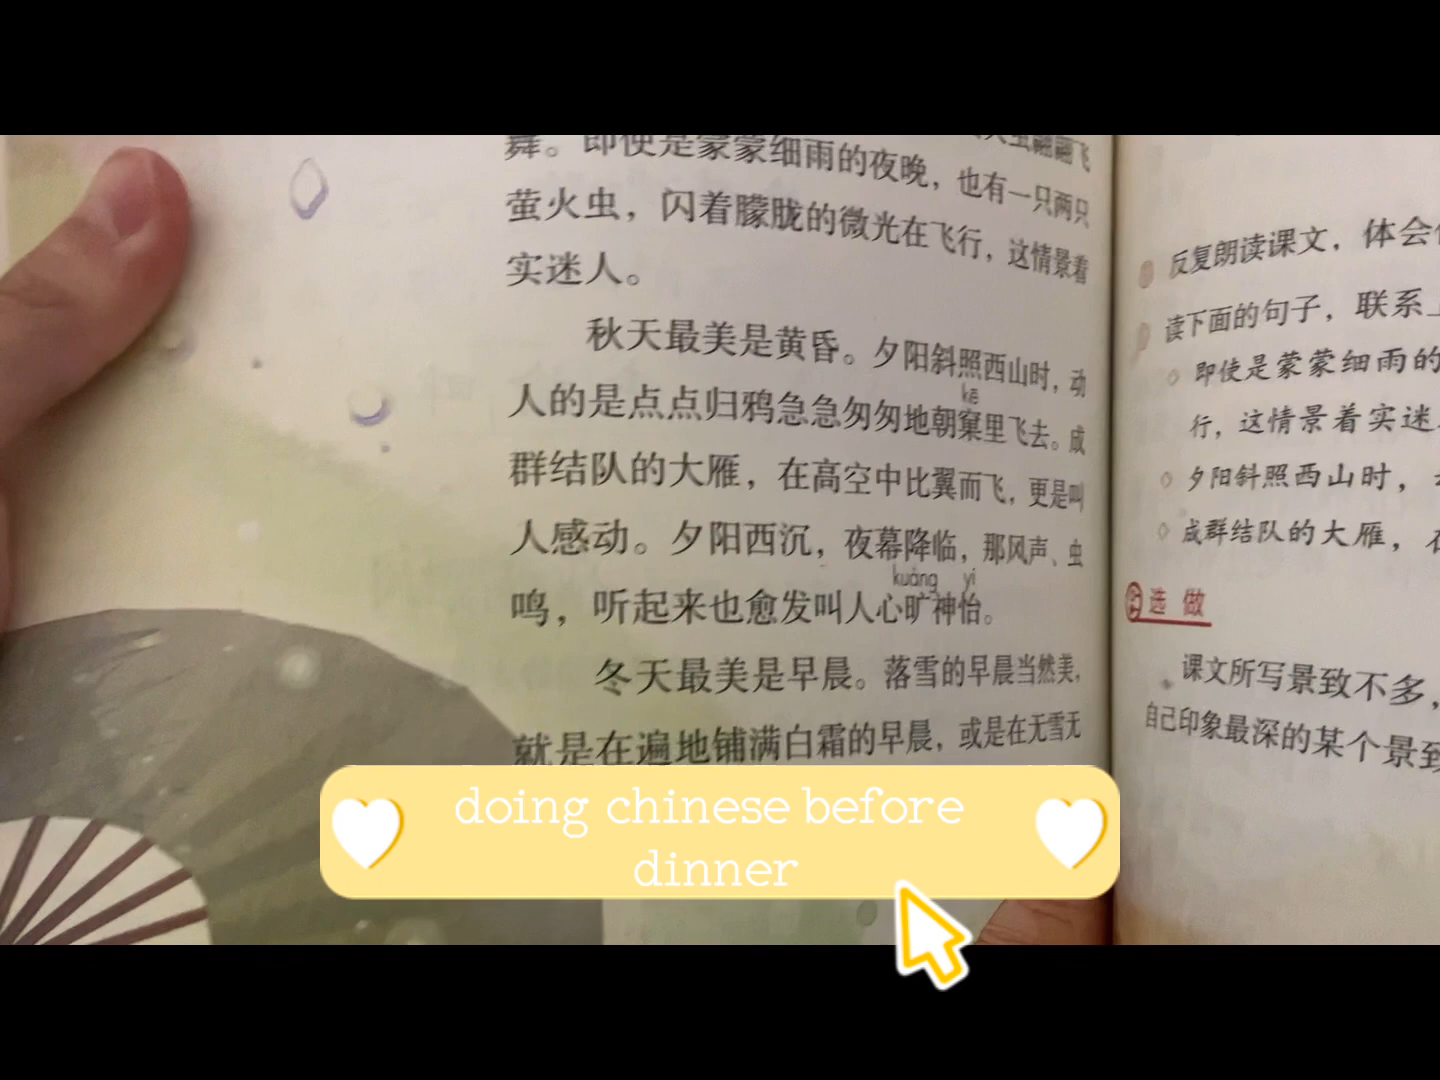 虫翩翩飞
舞。即使是蒙蒙细雨的夜晚，也有一只两只
萤火虫，闪着朦胧的微光在飞行，这情景着
实迷人。
秋天最美是黄昏。夕阳斜照西山时，动
kē
人的是点点归鸦急急匆匆地朝窠里飞去。成
群结队的大雁，在高空中比翼而飞，更是叫
人感动。夕阳西沉，夜幕降临，那风声、虫
kuàng yí
鸣，听起来也愈发叫人心旷神怡。
冬天最美是早晨。落雪的早晨当然美，
就是在遍地铺满白霜的早晨，或是在无雪无
反复朗读课文，体会
读下面的句子，联系
即使是蒙蒙细雨的
行，这情景着实迷
夕阳斜照西山时，
成群结队的大雁，
选做
课文所写景致不多，
自己印象最深的某个景致
doing chinese before
dinner